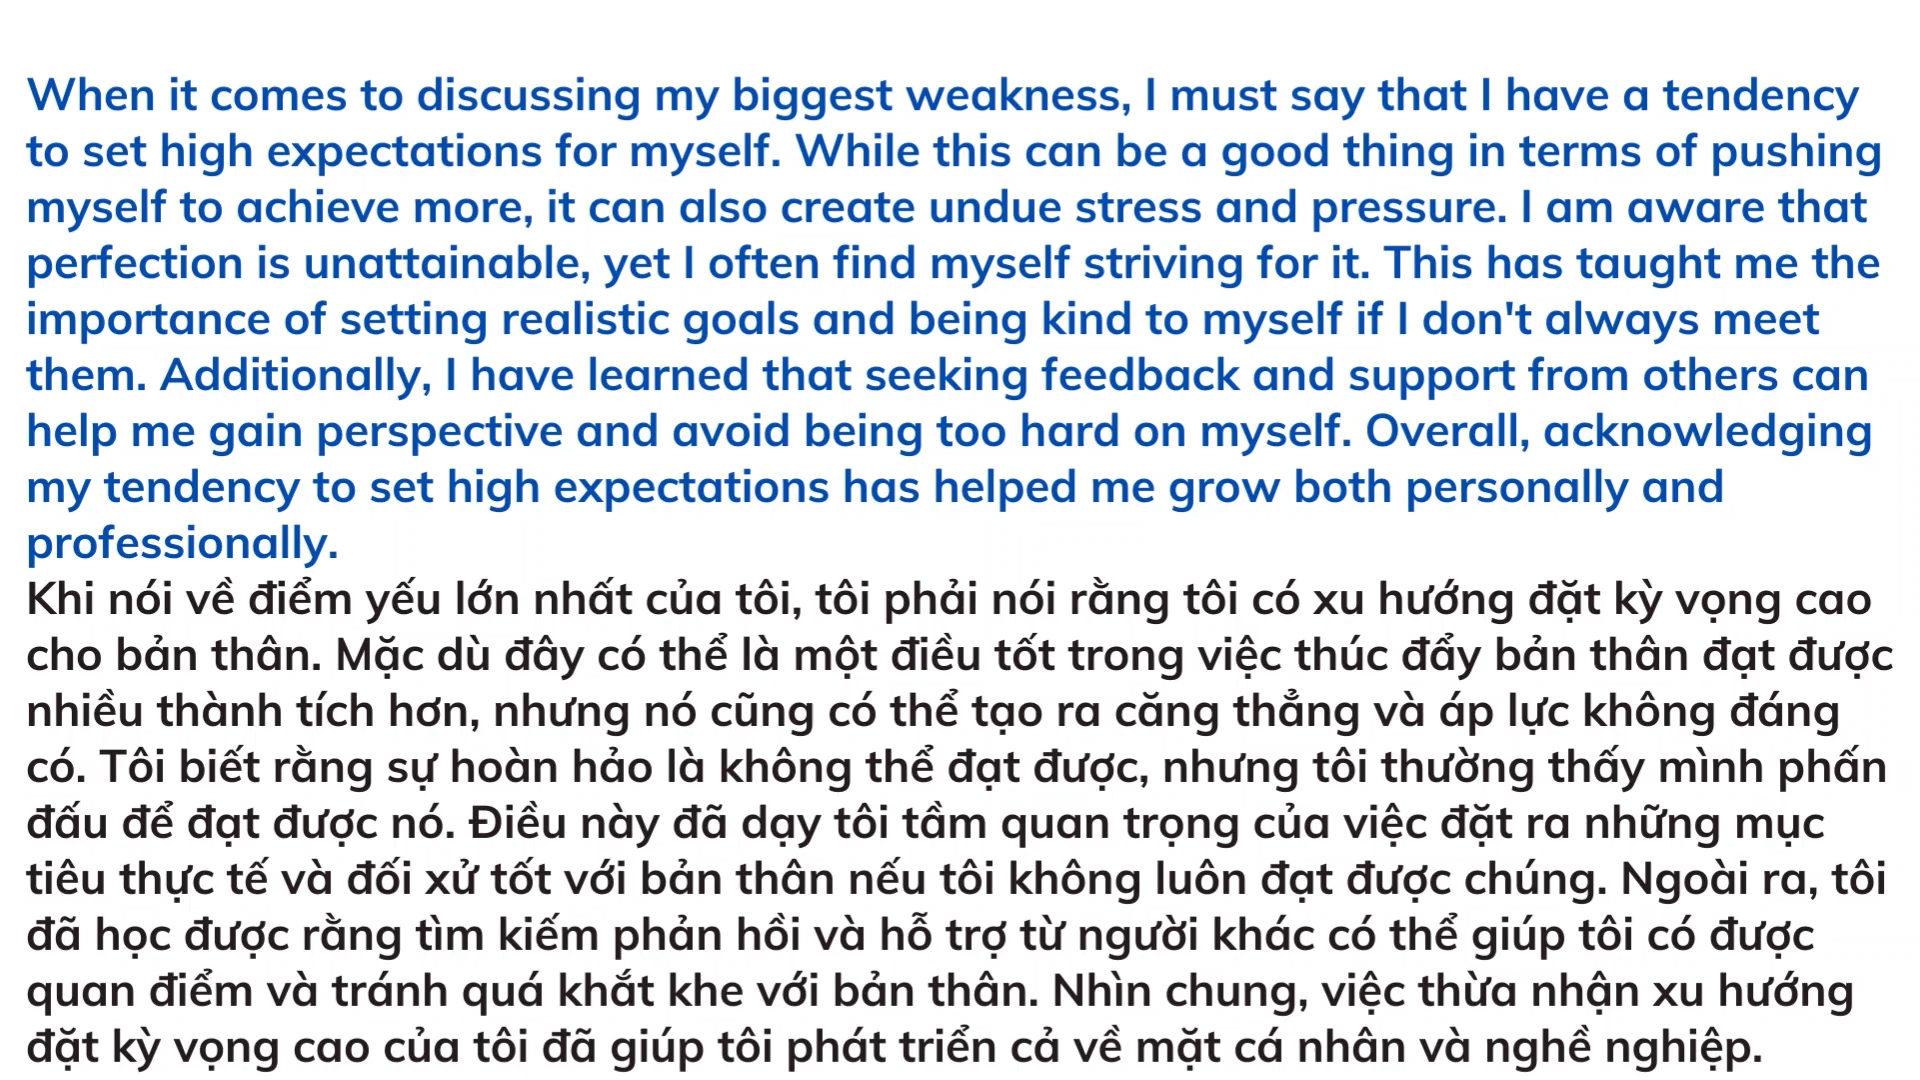 When it comes to discussing my biggest weakness, I must say that I have a tendency
to set high expectations for myself. While this can be a good thing in terms of pushing
myself to achieve more, it can also create undue stress and pressure. I am aware that
perfection is unattainable, yet I often find myself striving for it. This has taught me the
importance of setting realistic goals and being kind to myself if I don't always meet
them. Additionally, I have learned that seeking feedback and support from others can
help me gain perspective and avoid being too hard on myself. Overall, acknowledging
my tendency to set high expectations has helped me grow both personally and
professionally.
Khi nói về điểm yếu lớn nhất của tôi, tôi phải nói rằng tôi có xu hướng đặt kỳ vọng cao
cho bản thân. Mặc dù đây có thể là một điều tốt trong việc thúc đẩy bản thân đạt được
nhiều thành tích hơn, nhưng nó cũng có thể tạo ra căng thẳng và áp lực không đáng
có. Tôi biết rằng sự hoàn hảo là không thể đạt được, nhưng tôi thường thấy mình phấn
đấu để đạt được nó. Điều này đã dạy tôi tầm quan trọng của việc đặt ra những mục
tiêu thực tế và đối xử tốt với bản thân nếu tôi không luôn đạt được chúng. Ngoài ra, tôi
đã học được rằng tìm kiếm phản hồi và hỗ trợ từ người khác có thể giúp tôi có được
quan điểm và tránh quá khắt khe với bản thân. Nhìn chung, việc thừa nhận xu hướng
đặt kỳ vọng cao của tôi đã giúp tôi phát triển cả về mặt cá nhân và nghề nghiệp.